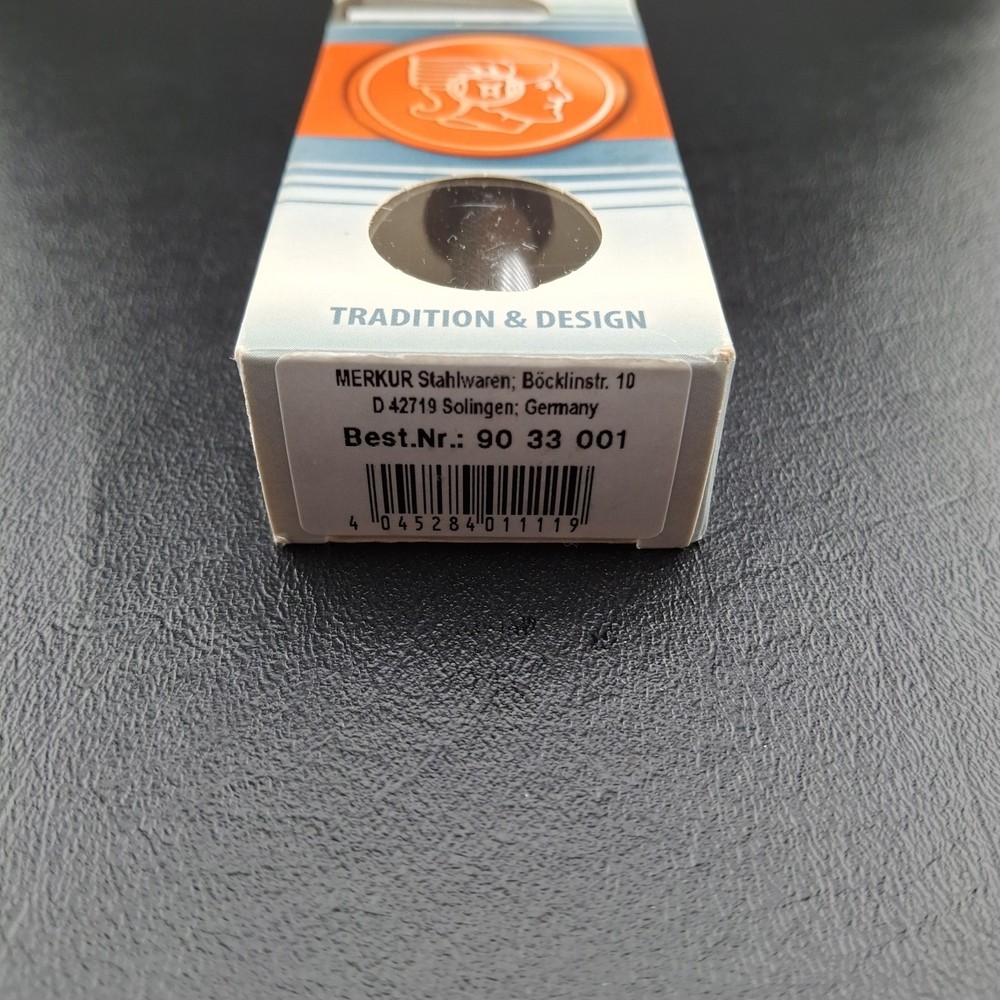 TRADITION & DESIGN
MERKUR Stahlwaren; Böcklinstr. 10
D 42719 Solingen; Germany
Best.Nr.: 90 33 001
4 045284 011119